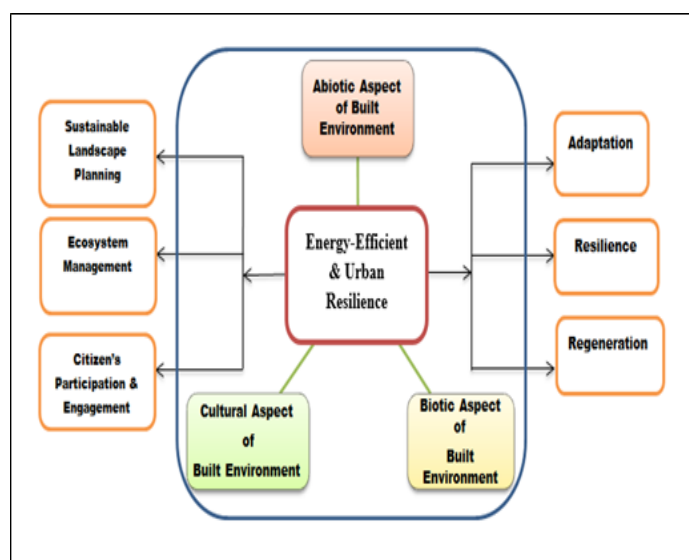 Abiotic Aspect
of Built
Environment
Sustainable
Landscape
Planning
Ecosystem
Management
Citizen's
Participation &
Engagement
Energy-Efficient
& Urban
Resilience
Adaptation
Resilience
Regeneration
Cultural Aspect
of
Built Environment
Biotic Aspect
of
Built
Environment